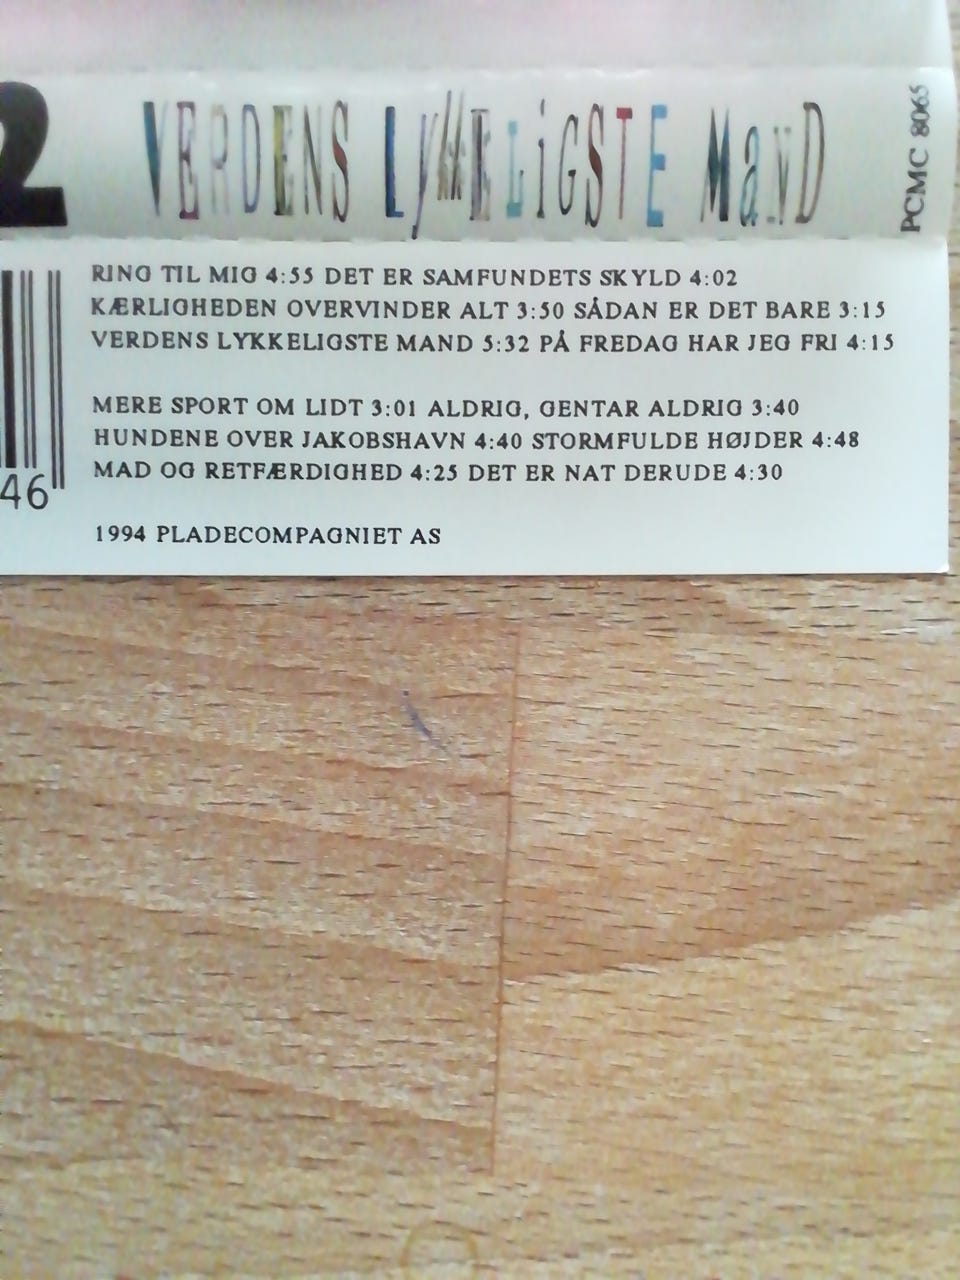 2 VERDENS LykkELiGSTE MaND PCMC 8065
RING TIL MIG 4:55 DET ER SAMFUNDETS SKYLD 4:02
KÆRLIGHEDEN OVERVINDER ALT 3:50 SÅDAN ER DET BARE 3:15
VERDENS LYKKELIGSTE MAND 5:32 PÅ FREDAG HAR JEG FRI 4:15
MERE SPORT OM LIDT 3:01 ALDRIG, GENTAR ALDRIG 3:40
HUNDENE OVER JAKOBSHAVN 4:40 STORMFULDE HØJDER 4:48
46 MAD OG RETFÆRDIGHED 4:25 DET ER NAT DERUDE 4:30
1994 PLADECOMPAGNIET AS